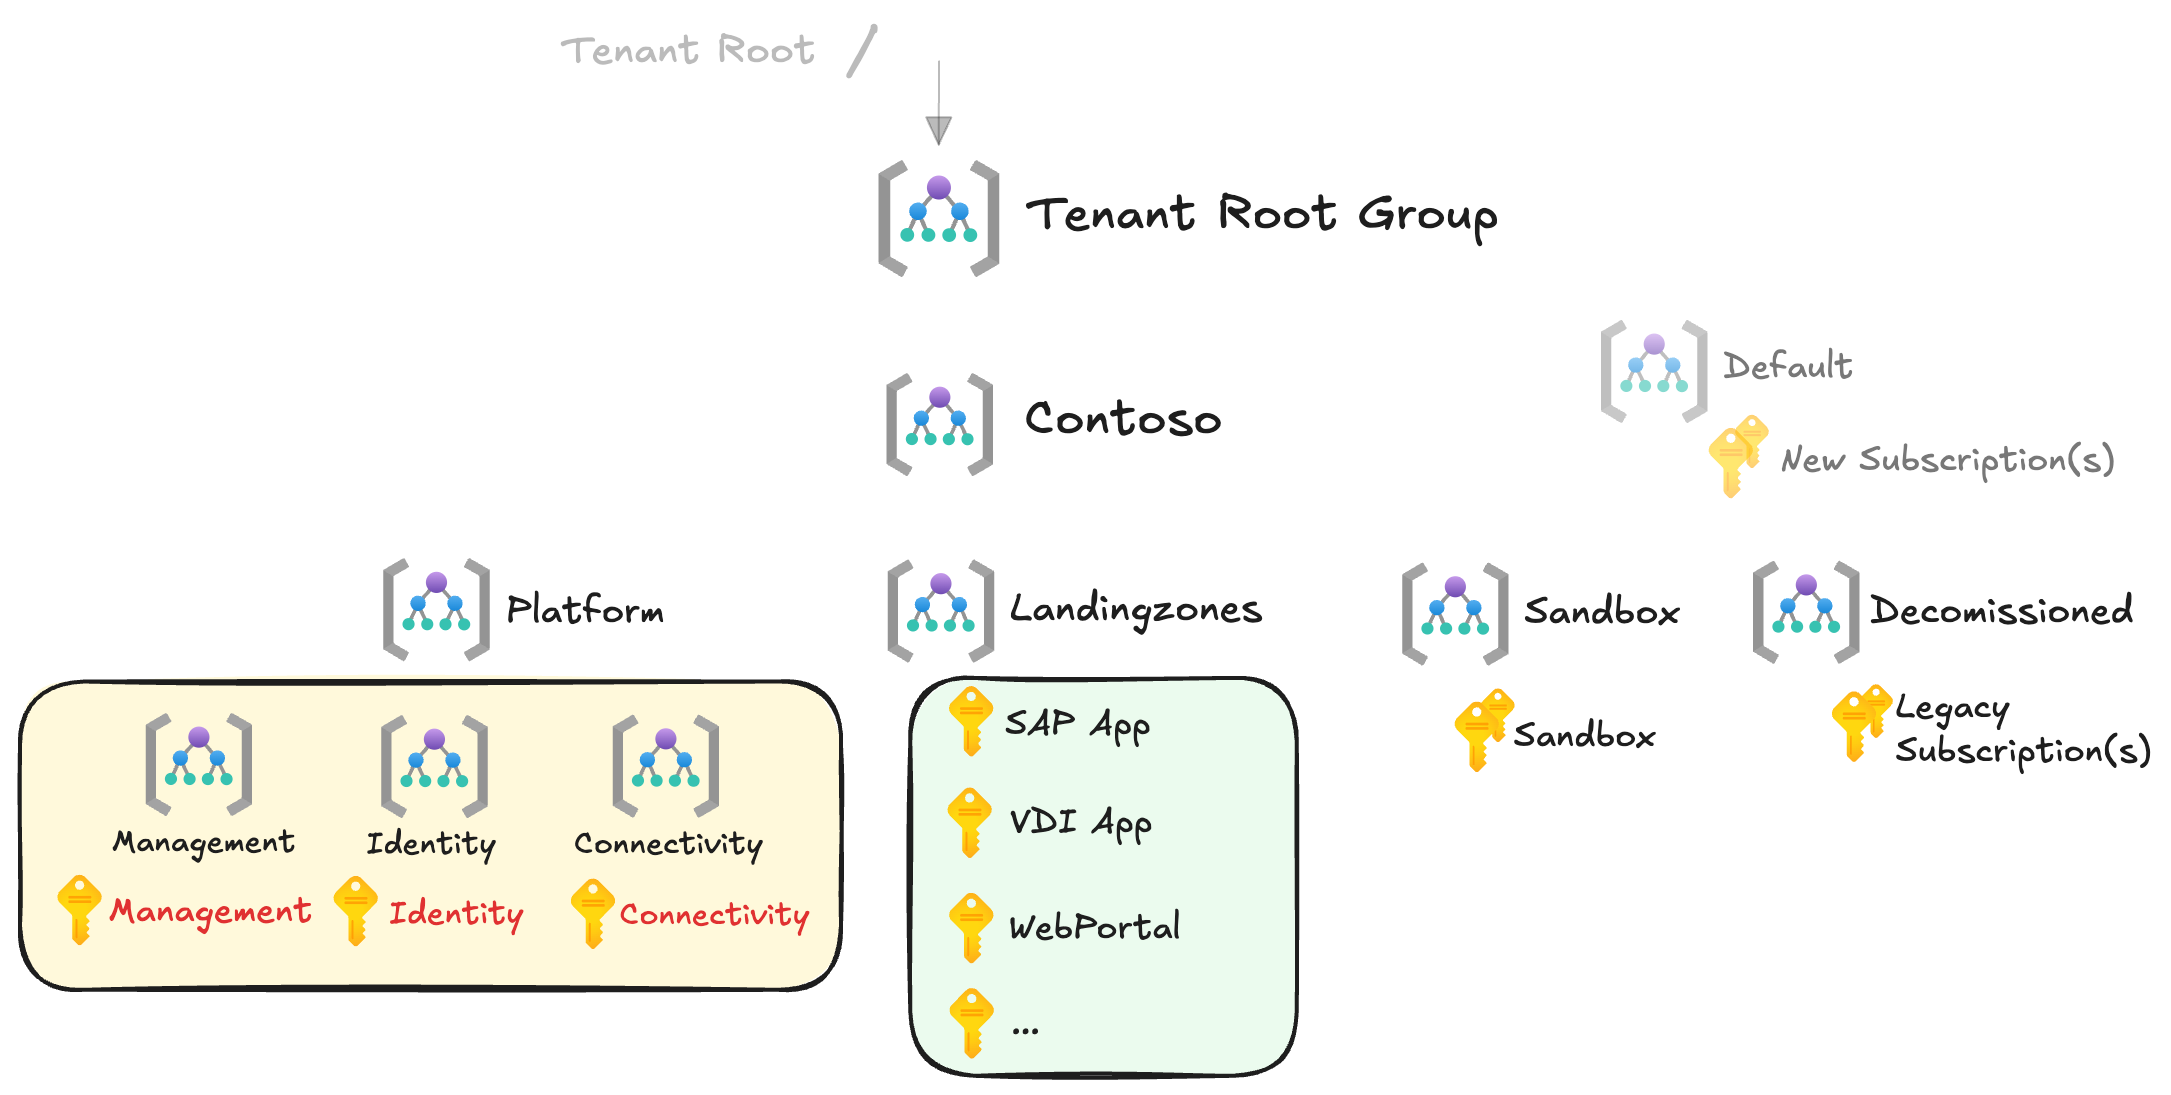 Tenant Root /
Tenant Root Group
Contoso
Default
New Subscription(s)
Platform
Landingzones
Sandbox
Decomissioned
Management
Identity
Connectivity
Management
Identity
Connectivity
SAP App
VDI App
WebPortal
...
Sandbox
Legacy
Subscription(s)